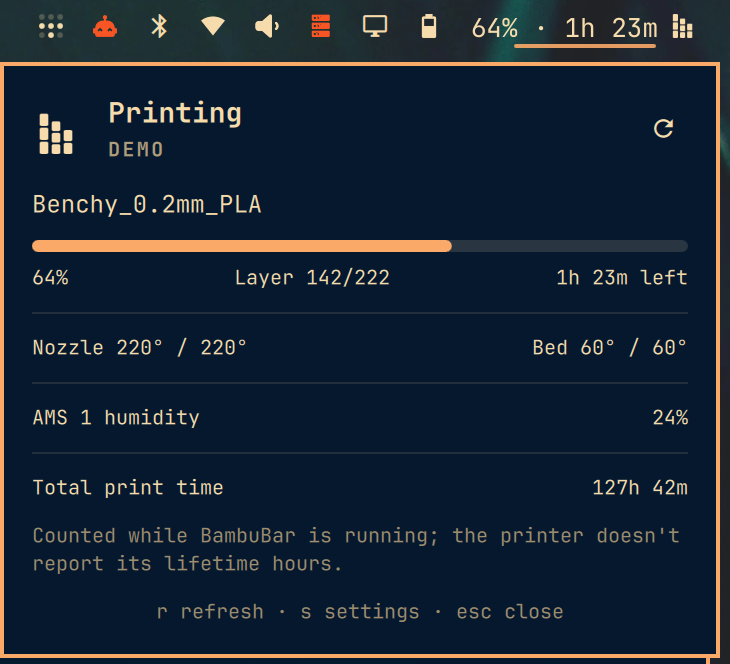 64% · 1h 23m
Printing
DEMO
Benchy_0.2mm_PLA
64% Layer 142/222 1h 23m left
Nozzle 220° / 220° Bed 60° / 60°
AMS 1 humidity 24%
Total print time 127h 42m
Counted while BambuBar is running; the printer doesn't
report its lifetime hours.
r refresh · s settings · esc close